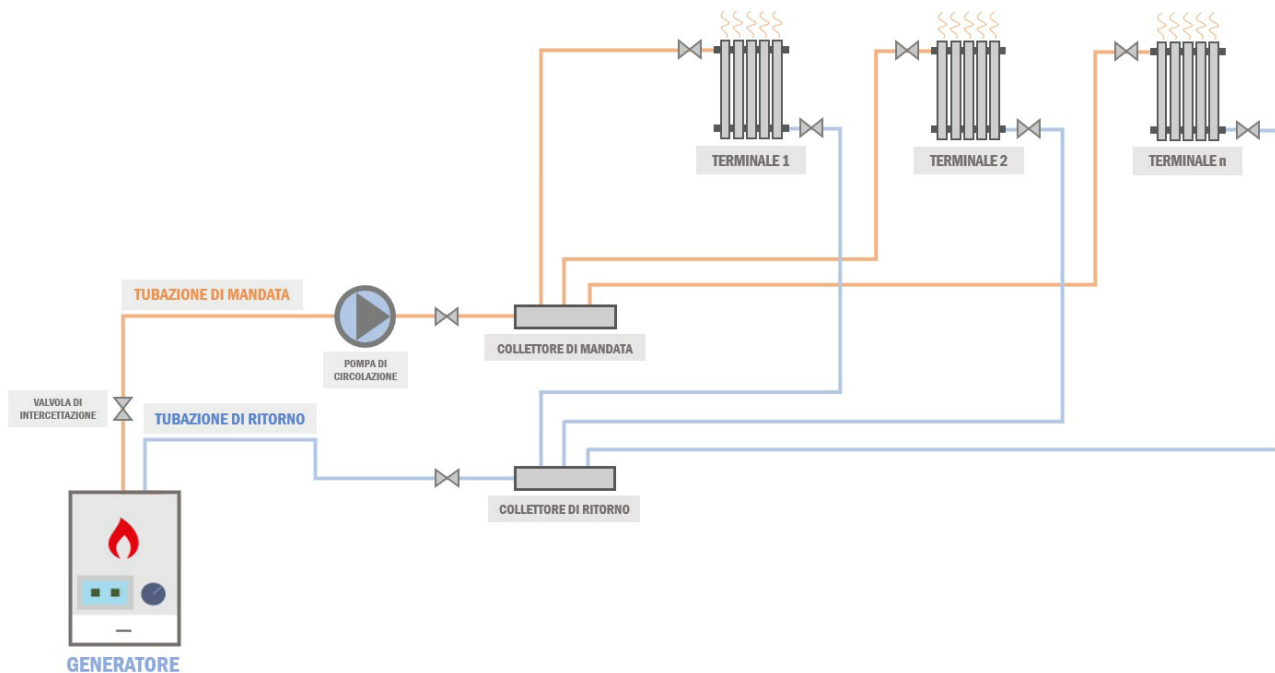 TERMINALE 1
TERMINALE 2
TERMINALE n
TUBAZIONE DI MANDATA
COLLETTORE DI MANDATA
POMPA DI
CIRCOLAZIONE
VALVOLA DI
INTERCETTAZIONE
TUBAZIONE DI RITORNO
COLLETTORE DI RITORNO
GENERATORE